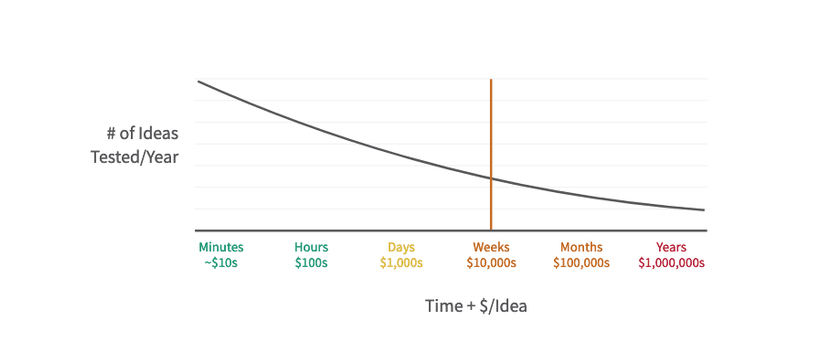 # of Ideas
Tested/Year
Minutes
~$10s
Hours
$100s
Days
$1,000s
Weeks
$10,000s
Months
$100,000s
Years
$1,000,000s
Time + $/Idea